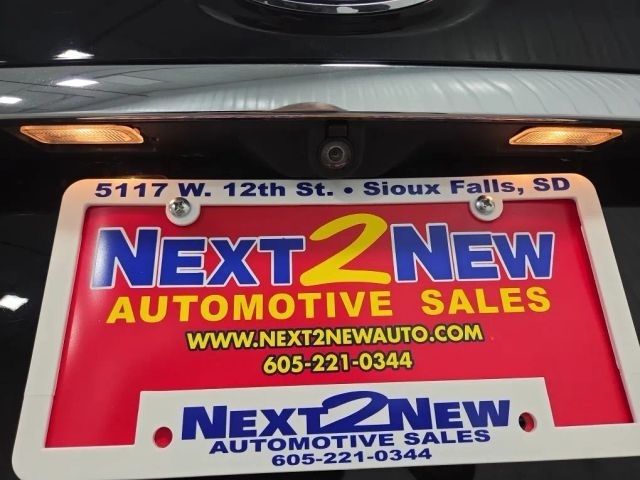 5117 W. 12th St. • Sioux Falls, SD
NEXT2NEW
AUTOMOTIVE SALES
WWW.NEXT2NEWAUTO.COM
605-221-0344
NEXT2NEW
AUTOMOTIVE SALES
605-221-0344